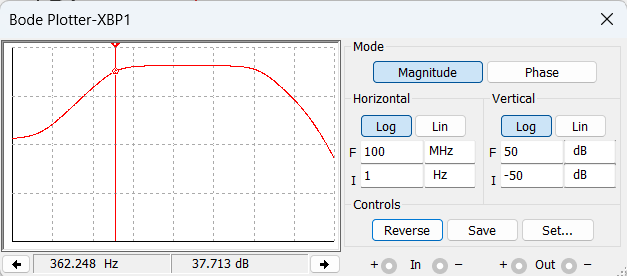 Bode Plotter-XBP1
Mode
Magnitude Phase
Horizontal Vertical
Log Lin Log Lin
F 100 MHz F 50 dB
I 1 Hz I -50 dB
Controls
Reverse Save Set...
362.248 Hz 37.713 dB
+ In − + Out −